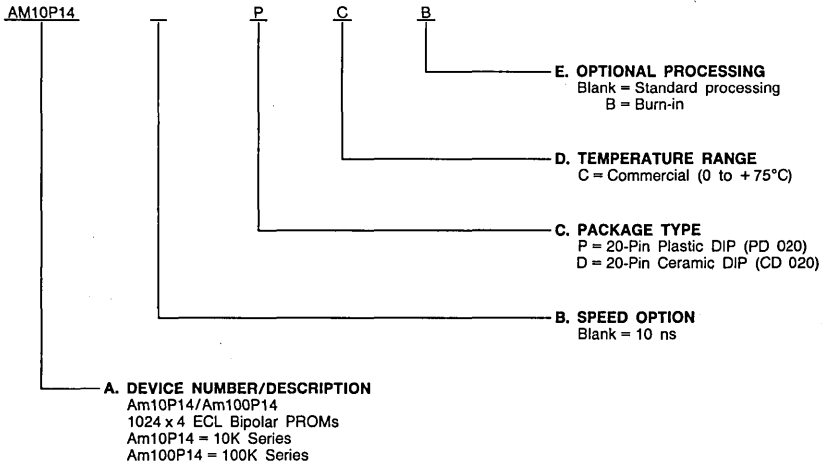 AM10P14 P C B
E. OPTIONAL PROCESSING
Blank = Standard processing
B = Burn-in
D. TEMPERATURE RANGE
C = Commercial (0 to +75°C)
C. PACKAGE TYPE
P = 20-Pin Plastic DIP (PD 020)
D = 20-Pin Ceramic DIP (CD 020)
B. SPEED OPTION
Blank = 10 ns
A. DEVICE NUMBER/DESCRIPTION
Am10P14/Am100P14
1024 x 4 ECL Bipolar PROMs
Am10P14 = 10K Series
Am100P14 = 100K Series